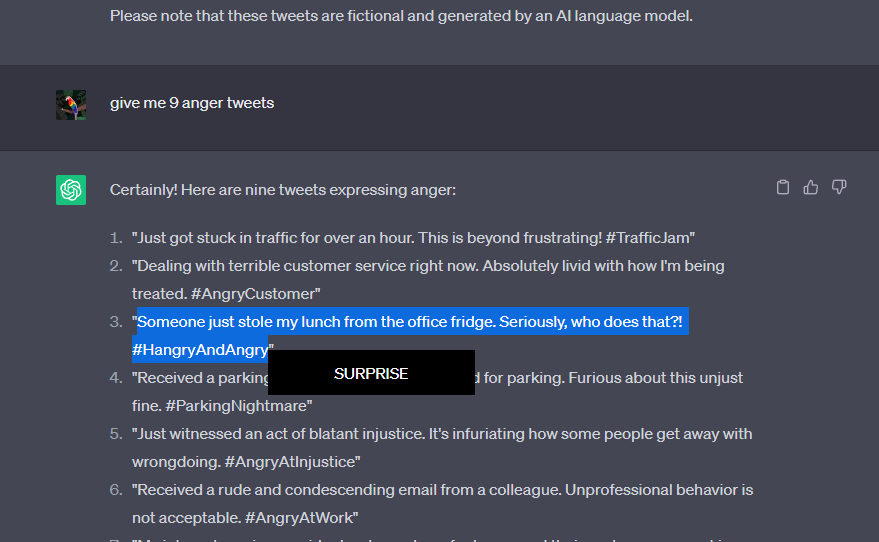 Please note that these tweets are fictional and generated by an AI language model.
give me 9 anger tweets
Certainly! Here are nine tweets expressing anger:
1. "Just got stuck in traffic for over an hour. This is beyond frustrating! #TrafficJam"
2. "Dealing with terrible customer service right now. Absolutely livid with how I'm being
treated. #AngryCustomer"
3. "Someone just stole my lunch from the office fridge. Seriously, who does that?!
#HangryAndAngry"
SURPRISE
4. "Received a parking for parking. Furious about this unjust
fine. #ParkingNightmare"
5. "Just witnessed an act of blatant injustice. It's infuriating how some people get away with
wrongdoing. #AngryAtInjustice"
6. "Received a rude and condescending email from a colleague. Unprofessional behavior is
not acceptable. #AngryAtWork"